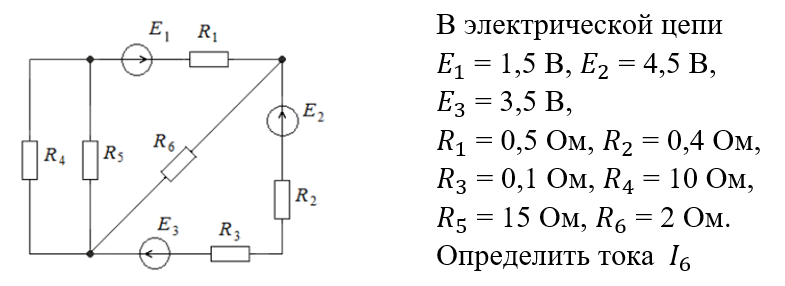 E₁ R₁
E₂
R₆
R₄ R₅
R₂
E₃ R₃
В электрической цепи
E₁ = 1,5 В, E₂ = 4,5 В,
E₃ = 3,5 В,
R₁ = 0,5 Ом, R₂ = 0,4 Ом,
R₃ = 0,1 Ом, R₄ = 10 Ом,
R₅ = 15 Ом, R₆ = 2 Ом.
Определить тока I₆